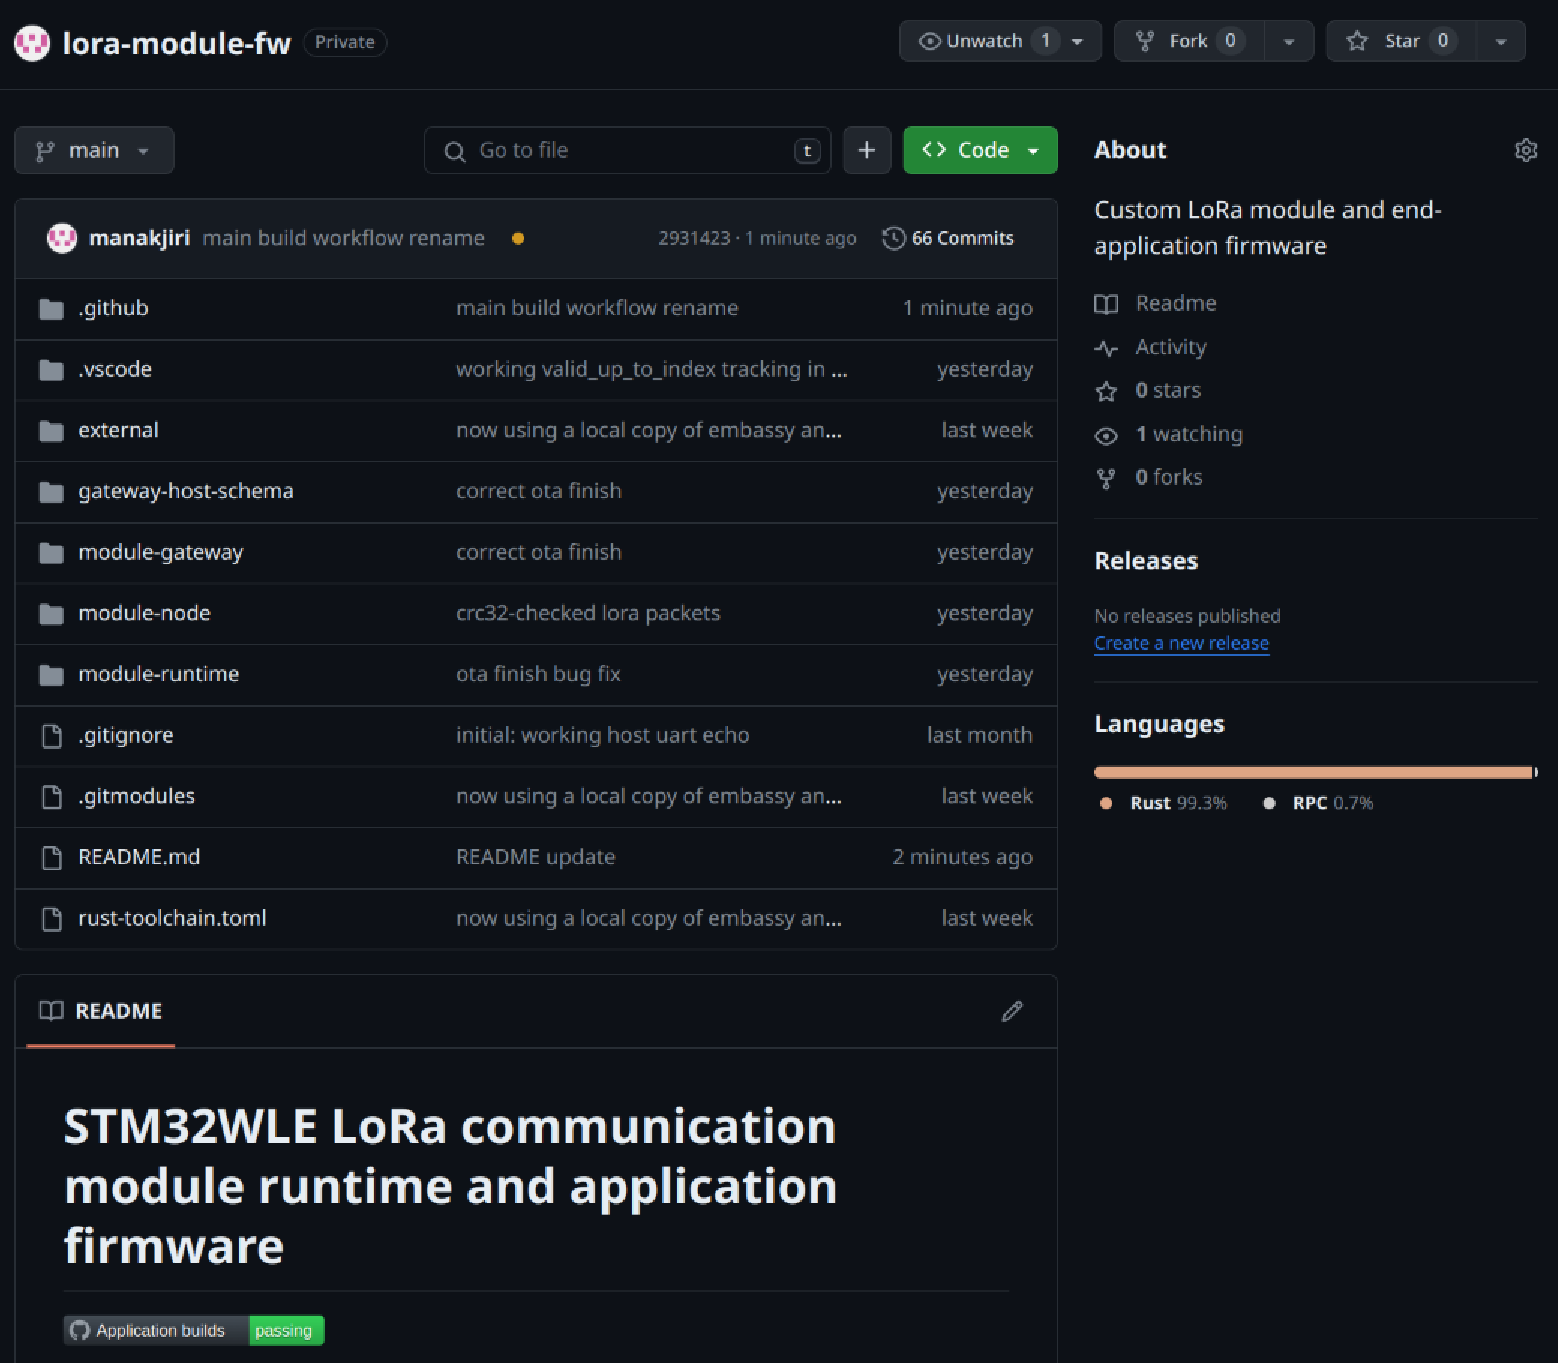 lora-module-fw Private Unwatch 1 Fork 0 Star 0
main Go to file t + <> Code
manakjiri main build workflow rename 2931423 · 1 minute ago 66 Commits
.github main build workflow rename 1 minute ago
.vscode working valid_up_to_index tracking in ... yesterday
external now using a local copy of embassy an... last week
gateway-host-schema correct ota finish yesterday
module-gateway correct ota finish yesterday
module-node crc32-checked lora packets yesterday
module-runtime ota finish bug fix yesterday
.gitignore initial: working host uart echo last month
.gitmodules now using a local copy of embassy an... last week
README.md README update 2 minutes ago
rust-toolchain.toml now using a local copy of embassy an... last week
README
STM32WLE LoRa communication
module runtime and application
firmware
Application builds passing
About
Custom LoRa module and end-
application firmware
Readme
Activity
0 stars
1 watching
0 forks
Releases
No releases published
Create a new release
Languages
Rust 99.3% RPC 0.7%